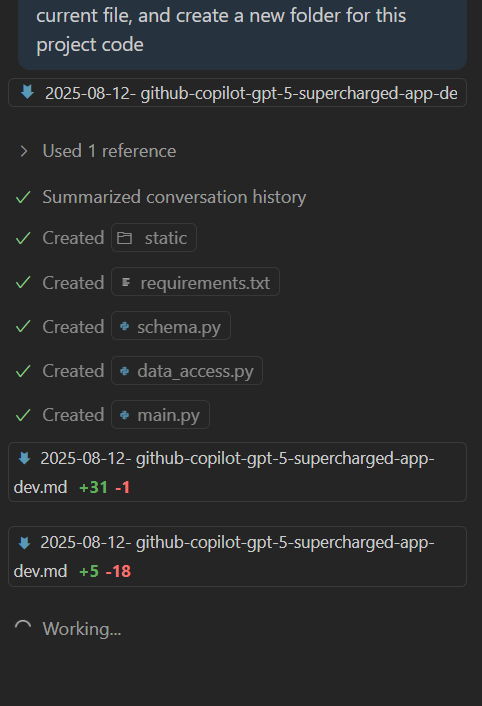 current file, and create a new folder for this
project code
2025-08-12- github-copilot-gpt-5-supercharged-app-de
Used 1 reference
Summarized conversation history
Created static
Created requirements.txt
Created schema.py
Created data_access.py
Created main.py
2025-08-12- github-copilot-gpt-5-supercharged-app-
dev.md +31 -1
2025-08-12- github-copilot-gpt-5-supercharged-app-
dev.md +5 -18
Working...